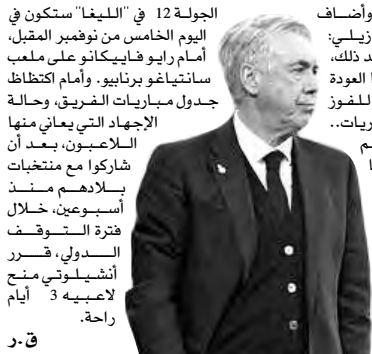 وأضاف
زيلي:
د ذلك،
ا العودة
للفوز
ريات..
م
ا
الجولة 12 في "الليغا" ستكون في
اليوم الخامس من نوفمبر المقبل،
أمام رايو فاييكانو على ملعب
سانتياغو برنابيو. وأمام اكتظاظ
جدول مباريات الفريق، وحالة
الإجهاد التي يعاني منها
اللاعبون، بعد أن
شاركوا مع منتخبات
بلادهم منذ
أسبوعين، خلال
فترة التوقف
الدولي، قرر
أنشيلوتي منح
لاعبيه 3 أيام
راحة.
ق.ر